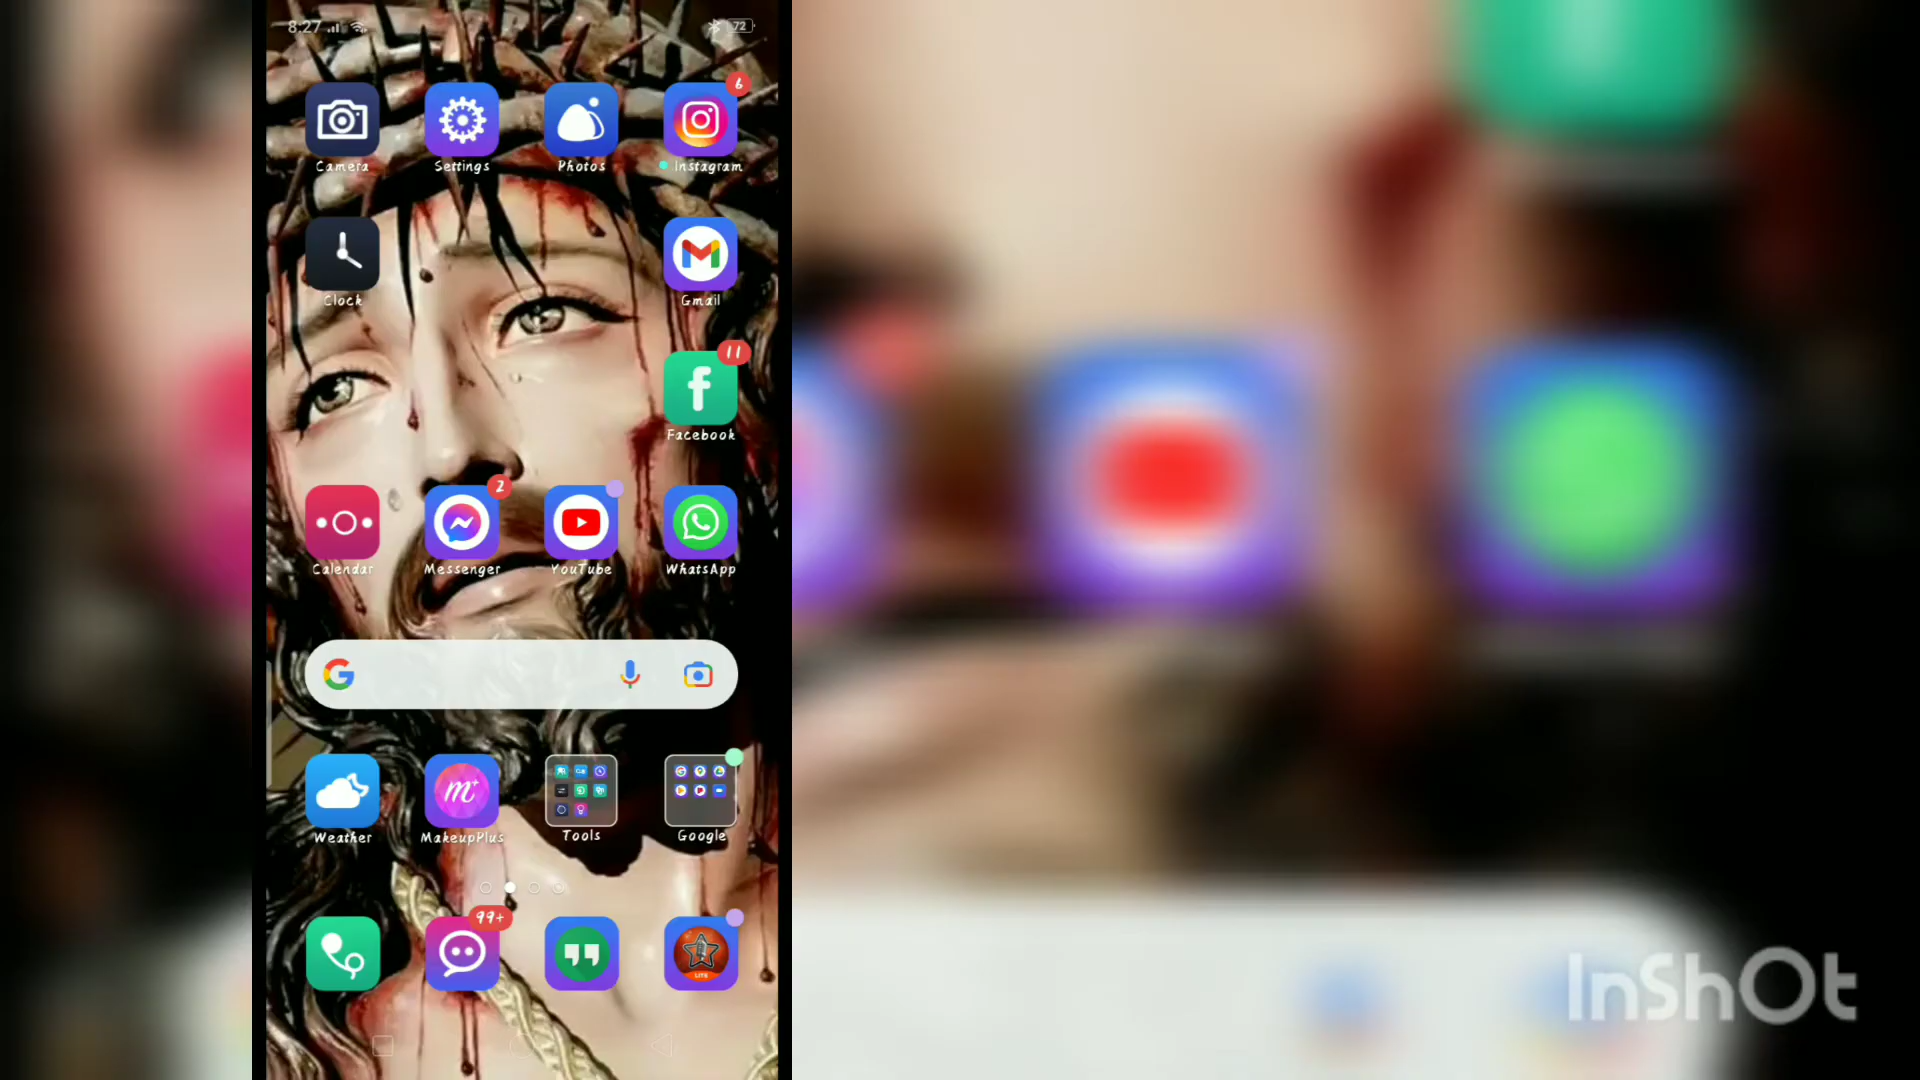 8:27 72
6
Camera Settings Photos Instagram
Clock Gmail
11
Facebook
2
Calendar Messenger YouTube WhatsApp
m+
Weather MakeupPlus Tools Google
99+
LITE
InShOt